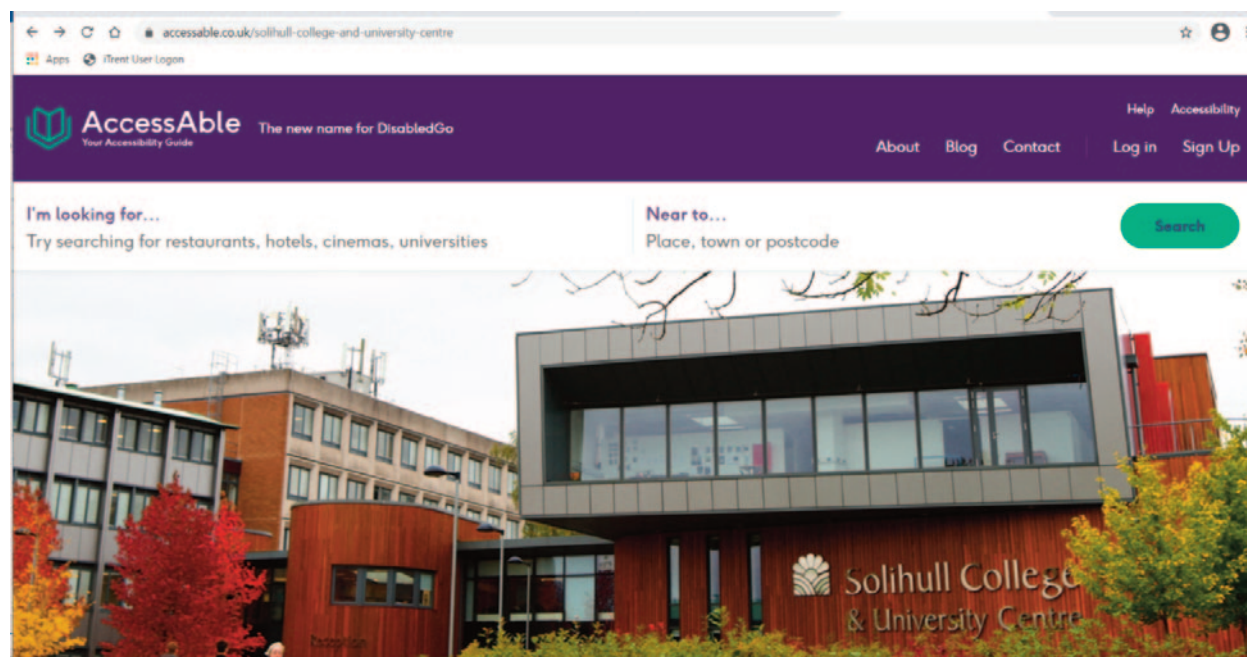 accessable.co.uk/solihull-college-and-university-centre
Apps iTrent User Logon
AccessAble
Your Accessibility Guide
The new name for DisabledGo
Help Accessibility
About Blog Contact Log in Sign Up
I'm looking for... Near to...
Try searching for restaurants, hotels, cinemas, universities Place, town or postcode
Search
Solihull College
& University Centre
Reception